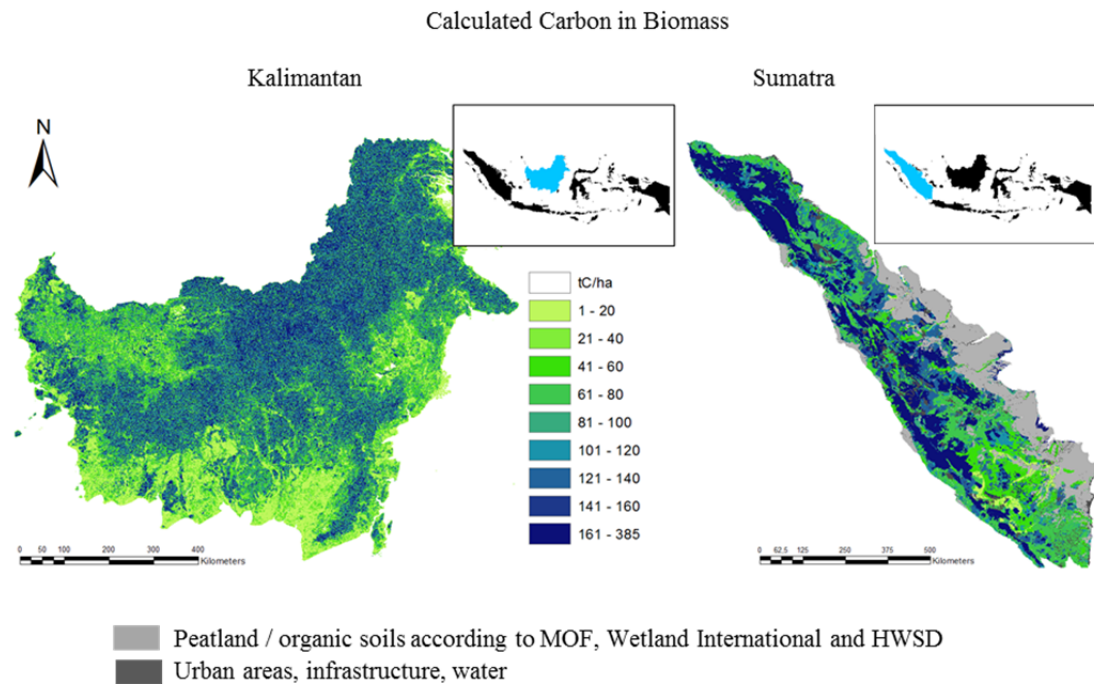 Calculated Carbon in Biomass
Kalimantan
Sumatra
N
tC/ha
1 - 20
21 - 40
41 - 60
61 - 80
81 - 100
101 - 120
121 - 140
141 - 160
161 - 385
0 50 100 200 300 400
Kilometers
0 62,5 125 250 375 500
Kilometers
Peatland / organic soils according to MOF, Wetland International and HWSD
Urban areas, infrastructure, water